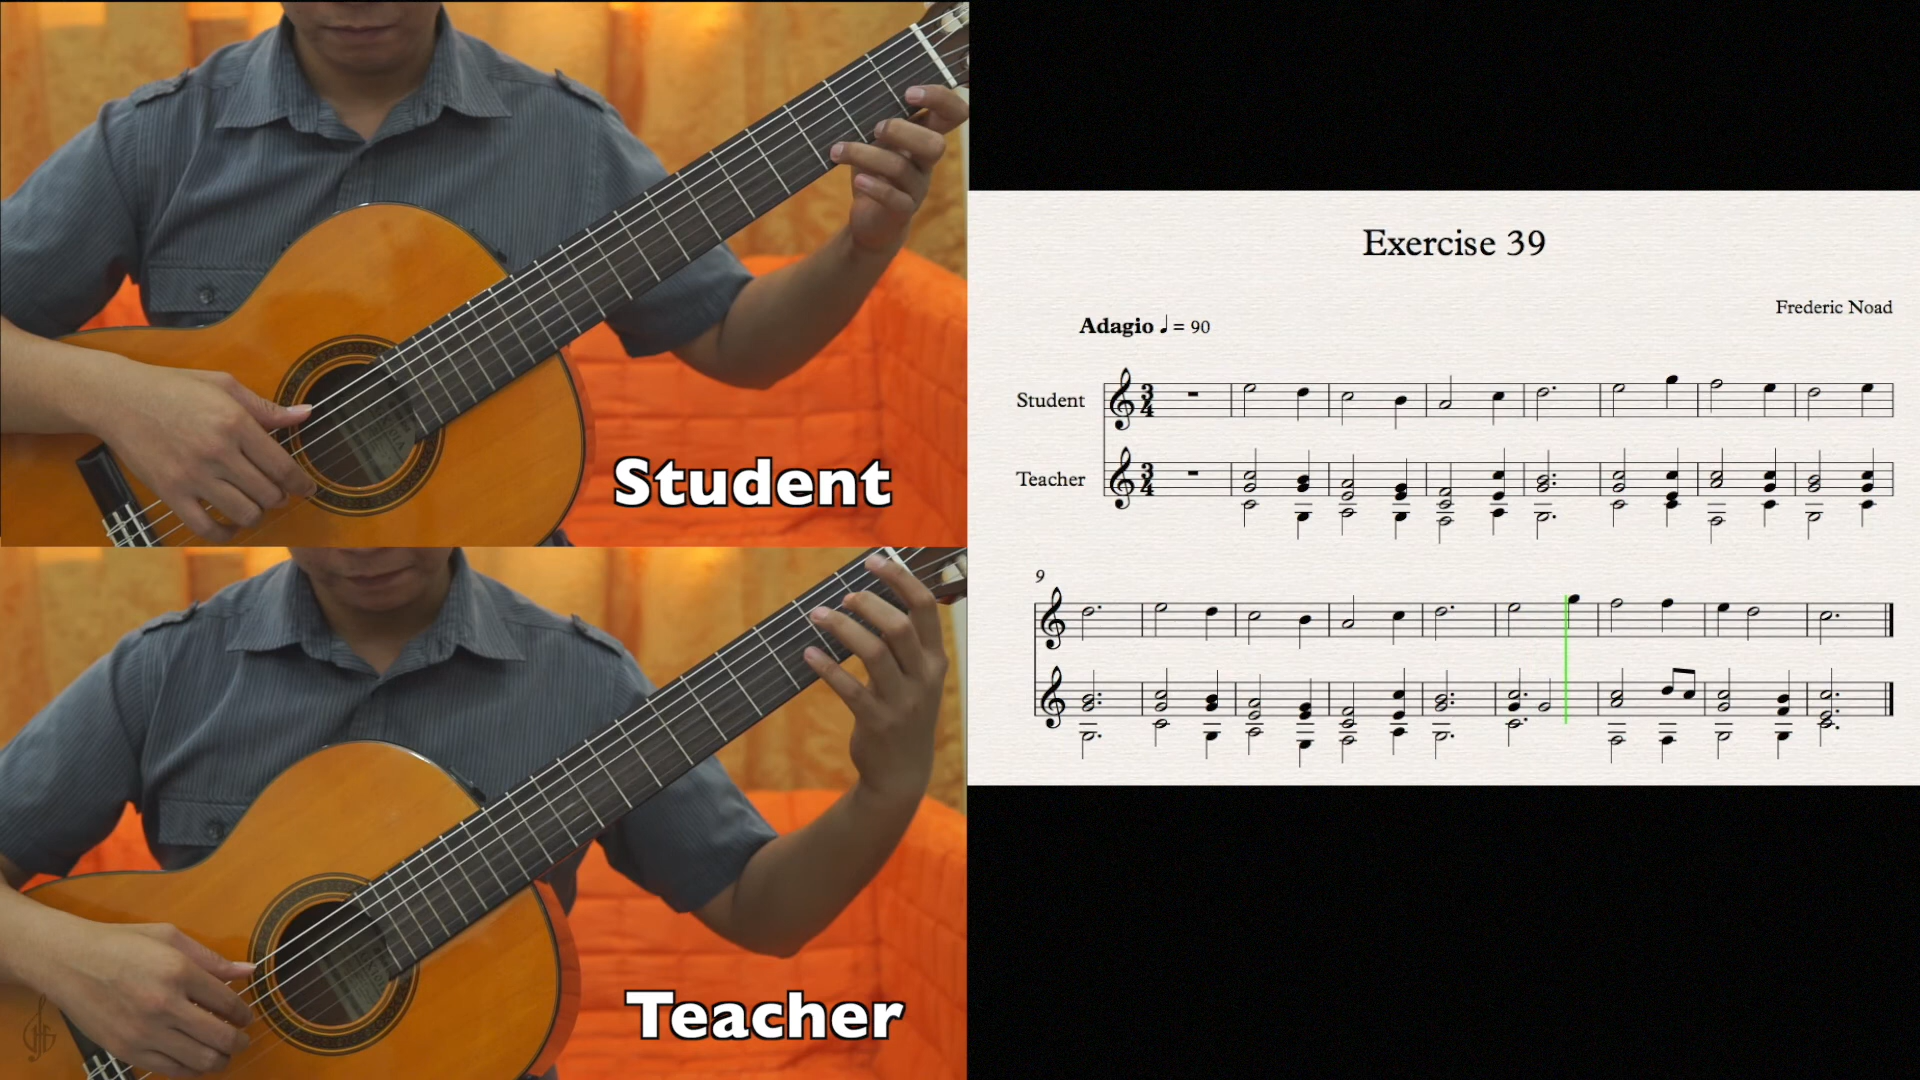 Student
Teacher
Exercise 39
Frederic Noad
Adagio ♩ = 90
Student
3
4
Teacher
3
4
9